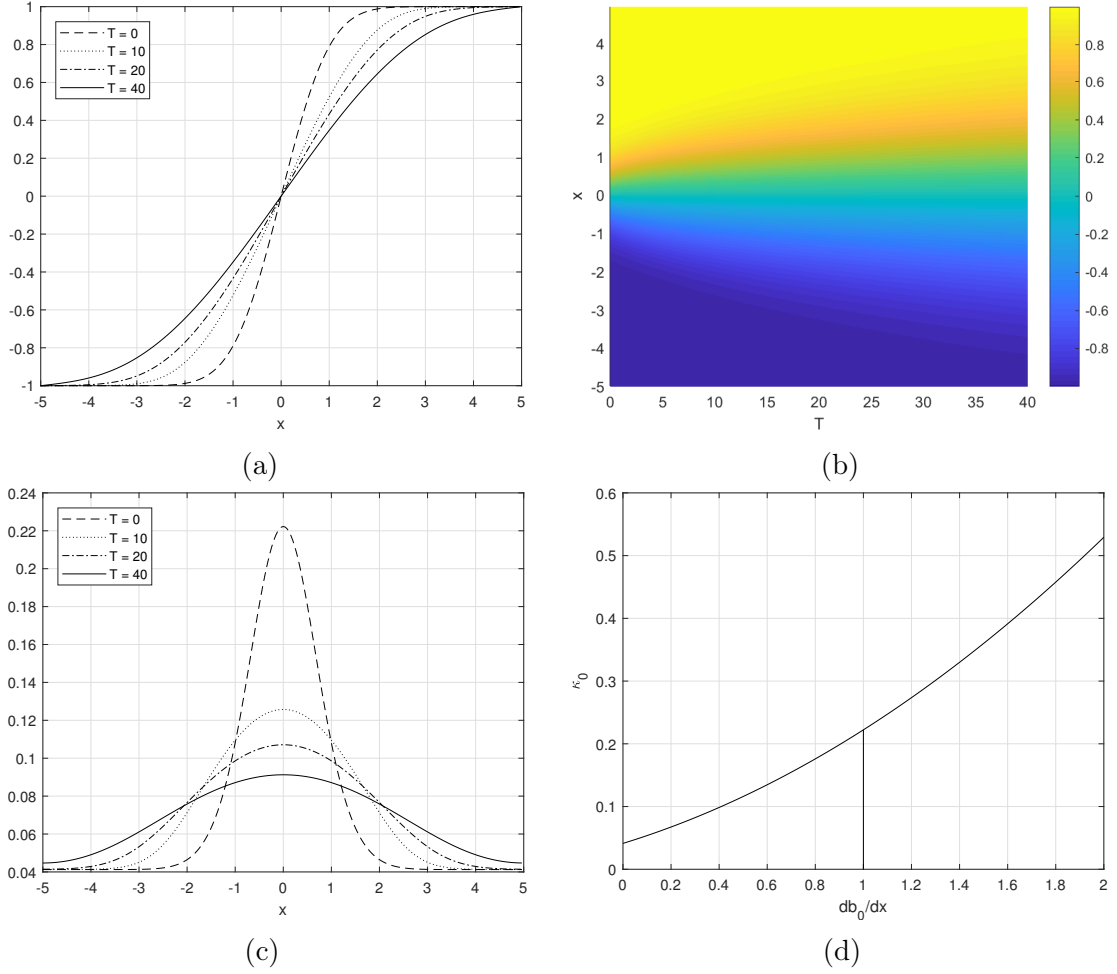 1
0.8
0.6
0.4
0.2
0
-0.2
-0.4
-0.6
-0.8
-1
T = 0
T = 10
T = 20
T = 40
-5 -4 -3 -2 -1 0 1 2 3 4 5
x
(a)
4
3
2
1
0
-1
-2
-3
-4
-5
x
0 5 10 15 20 25 30 35 40
T
0.8
0.6
0.4
0.2
0
-0.2
-0.4
-0.6
-0.8
(b)
0.24
0.22
0.2
0.18
0.16
0.14
0.12
0.1
0.08
0.06
0.04
T = 0
T = 10
T = 20
T = 40
-5 -4 -3 -2 -1 0 1 2 3 4 5
x
(c)
0.6
0.5
0.4
0.3
0.2
0.1
0
κ₀
0 0.2 0.4 0.6 0.8 1 1.2 1.4 1.6 1.8 2
db₀/dx
(d)